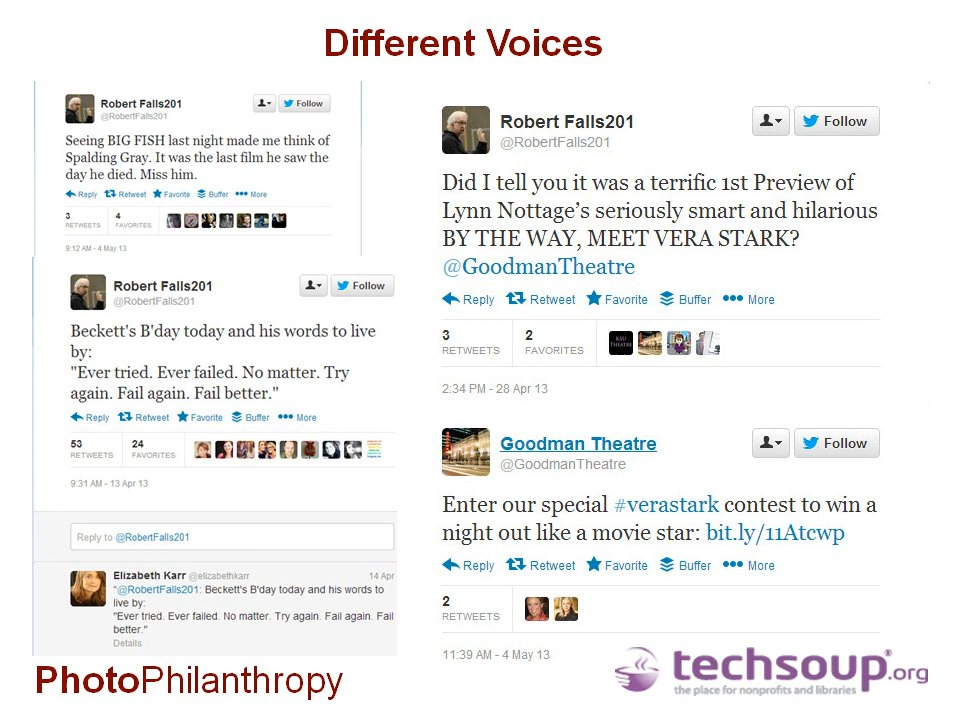 Different Voices
Robert Falls201
@RobertFalls201
Follow
Seeing BIG FISH last night made me think of
Spalding Gray. It was the last film he saw the
day he died. Miss him.
Reply Retweet Favorite Buffer More
3 4
RETWEETS FAVORITES
9:12 AM - 4 May 13
Robert Falls201
@RobertFalls201
Follow
Beckett's B'day today and his words to live
by:
"Ever tried. Ever failed. No matter. Try
again. Fail again. Fail better."
Reply Retweet Favorite Buffer More
53 24
RETWEETS FAVORITES
9:31 AM - 13 Apr 13
Reply to @RobertFalls201
Elizabeth Karr @elizabethkarr 14 Apr
"@RobertFalls201: Beckett's B'day today and his words to
live by:
"Ever tried. Ever failed. No matter. Try again. Fail again. Fail
better."
Details
Robert Falls201
@RobertFalls201
Follow
Did I tell you it was a terrific 1st Preview of
Lynn Nottage's seriously smart and hilarious
BY THE WAY, MEET VERA STARK?
@GoodmanTheatre
Reply Retweet Favorite Buffer More
3 2
RETWEETS FAVORITES
KSU
THEATRE
2:34 PM - 28 Apr 13
Goodman Theatre
@GoodmanTheatre
Follow
Enter our special #verastark contest to win a
night out like a movie star: bit.ly/11Atcwp
Reply Retweet Favorite Buffer More
2
RETWEETS
11:39 AM - 4 May 13
PhotoPhilanthropy
techsoup.org
the place for nonprofits and libraries